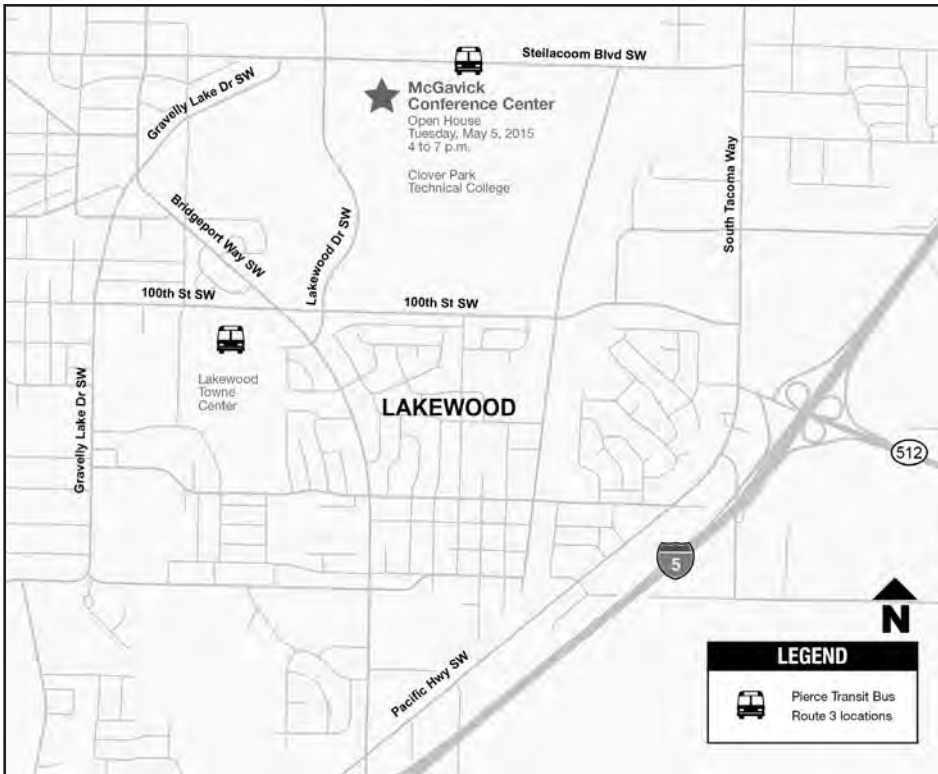 Steilacoom Blvd SW
Gravelly Lake Dr SW
McGavick
Conference Center
Open House
Tuesday, May 5, 2015
4 to 7 p.m.
Clover Park
Technical College
South Tacoma Way
Bridgeport Way SW
Lakewood Dr SW
100th St SW
100th St SW
Lakewood
Towne
Center
LAKEWOOD
Gravelly Lake Dr SW
512
5
N
Pacific Hwy SW
LEGEND
Pierce Transit Bus
Route 3 locations